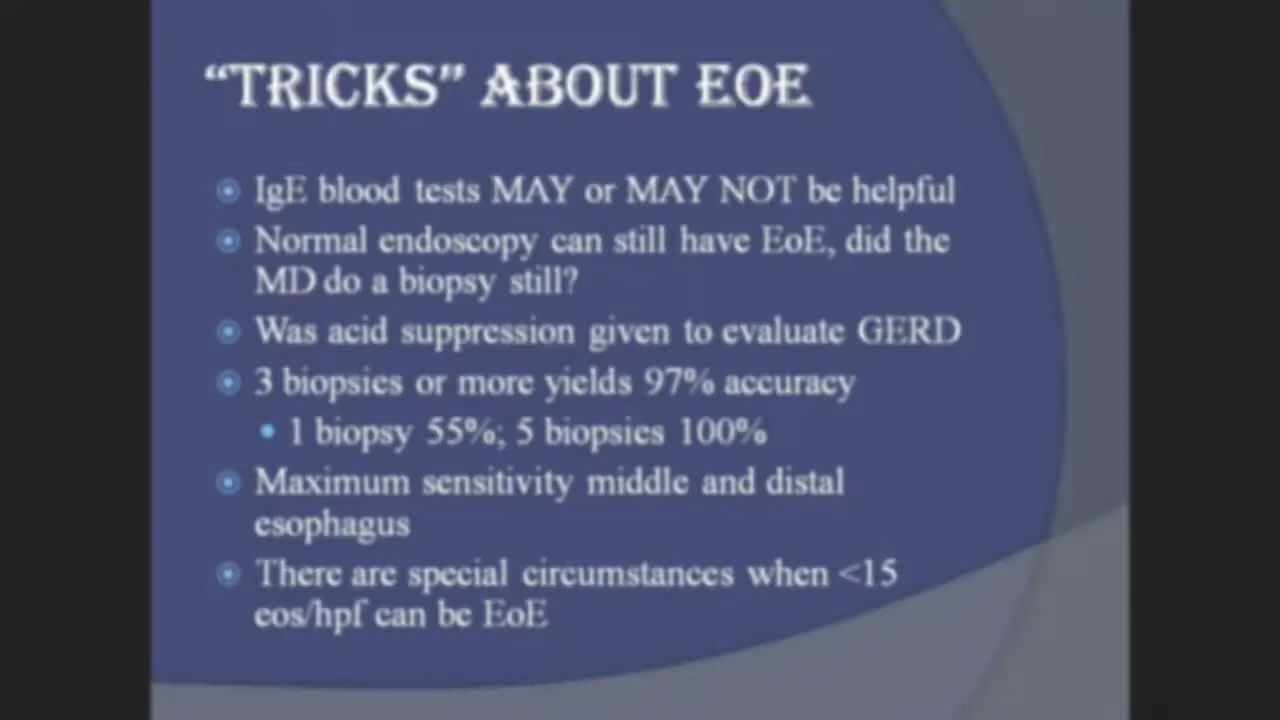 “TRICKS” ABOUT EOE
IgE blood tests MAY or MAY NOT be helpful
Normal endoscopy can still have EoE, did the
MD do a biopsy still?
Was acid suppression given to evaluate GERD
3 biopsies or more yields 97% accuracy
1 biopsy 55%; 5 biopsies 100%
Maximum sensitivity middle and distal
esophagus
There are special circumstances when <15
eos/hpf can be EoE